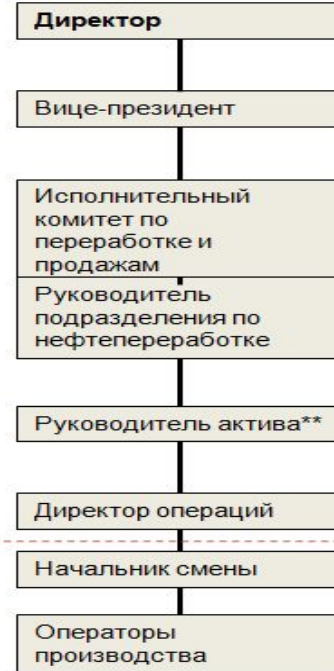 Директор
Вице-президент
Исполнительный
комитет по
переработке и
продажам
Руководитель
подразделения по
нефтепереработке
Руководитель актива**
Директор операций
Начальник смены
Операторы
производства